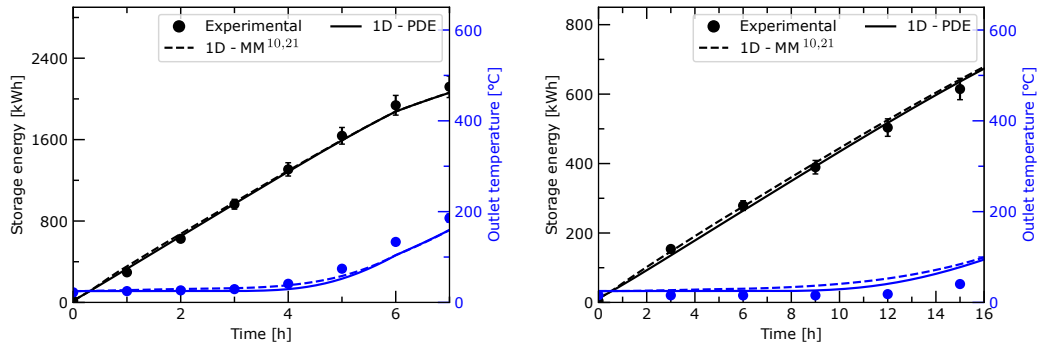 Experimental
1D - MM10,21
1D - PDE
Storage energy [kWh]
2400
1600
800
0
600
400
200
0
Outlet temperature [°C]
0
2
4
6
Time [h]
Experimental
1D - MM10,21
1D - PDE
Storage energy [kWh]
800
600
400
200
0
600
400
200
0
Outlet temperature [°C]
0
2
4
6
8
10
12
14
16
Time [h]